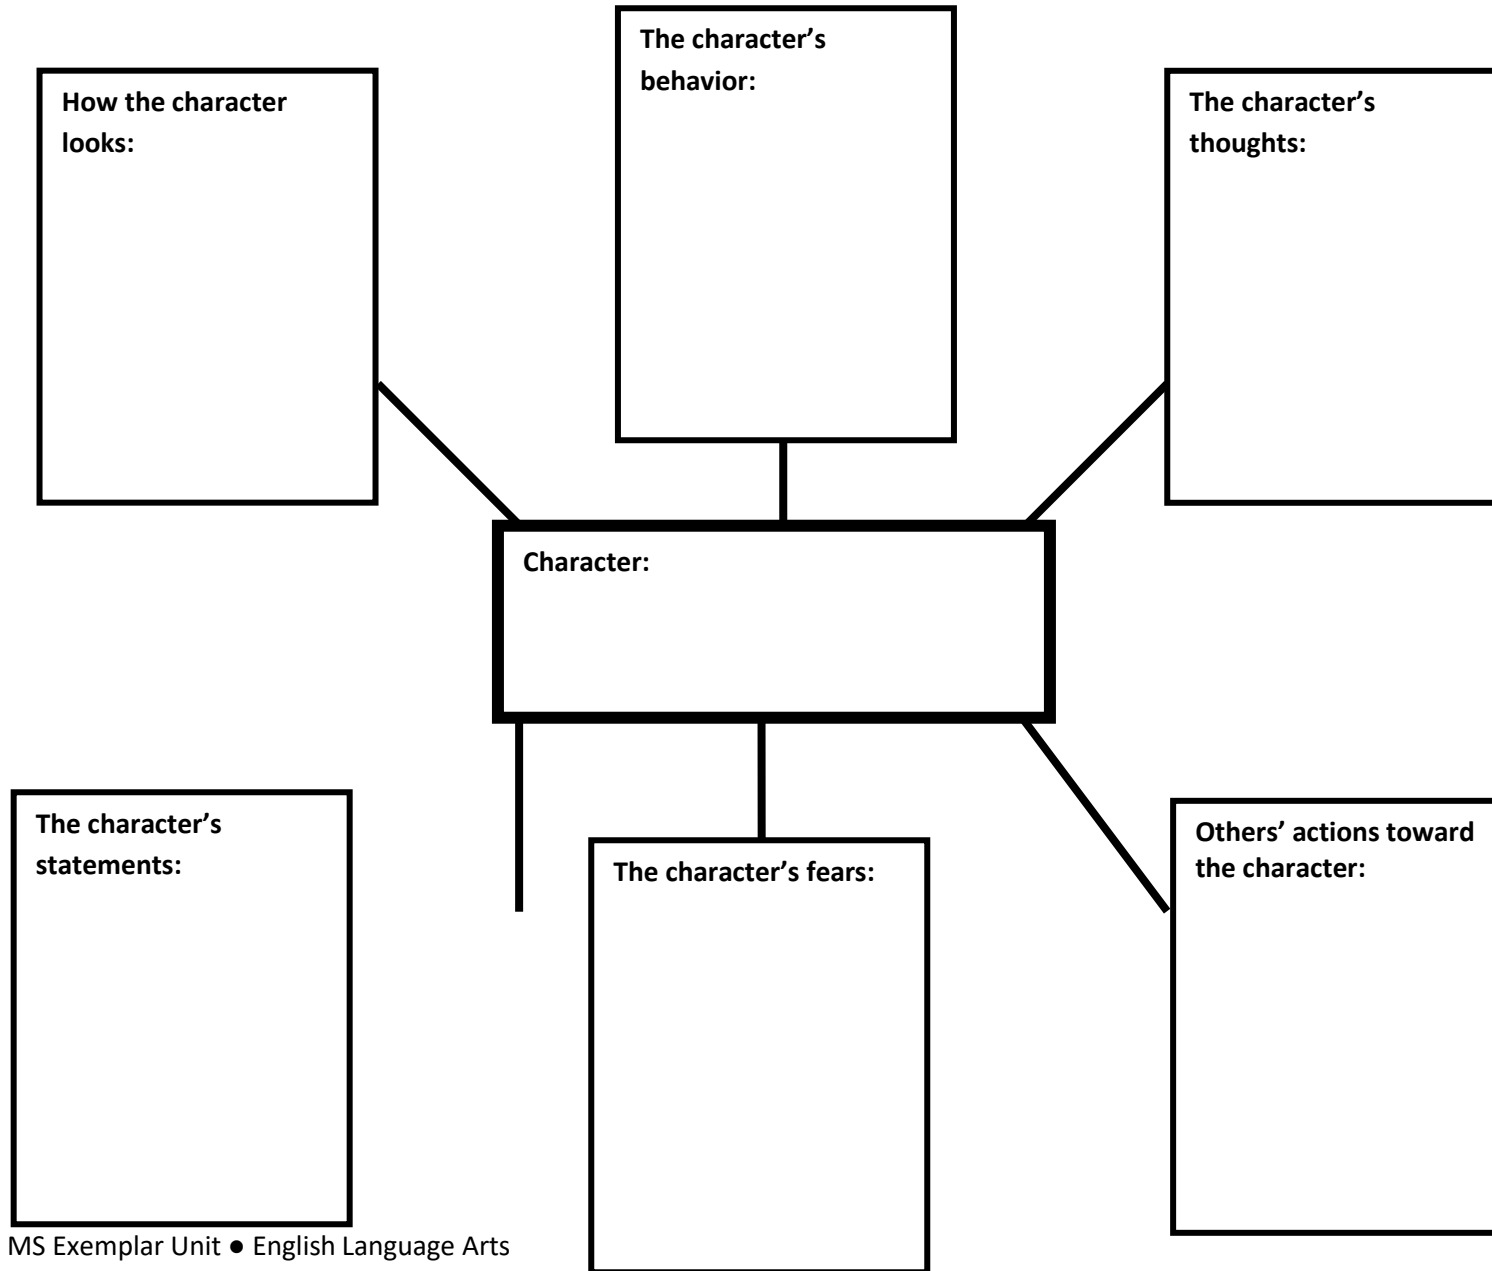 The character’s
behavior:
How the character
looks:
The character’s
thoughts:
Character:
The character’s
statements:
The character’s fears:
Others’ actions toward
the character:
MS Exemplar Unit ● English Language Arts